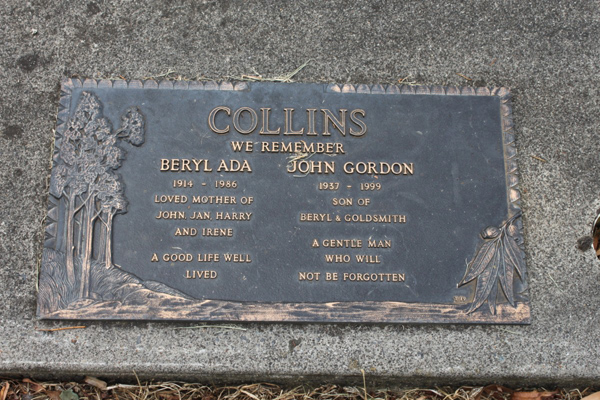 COLLINS
WE REMEMBER
BERYL ADA
1914 - 1986
LOVED MOTHER OF
JOHN, JAN, HARRY
AND IRENE
A GOOD LIFE WELL
LIVED
JOHN GORDON
1937 - 1999
SON OF
BERYL & GOLDSMITH
A GENTLE MAN
WHO WILL
NOT BE FORGOTTEN